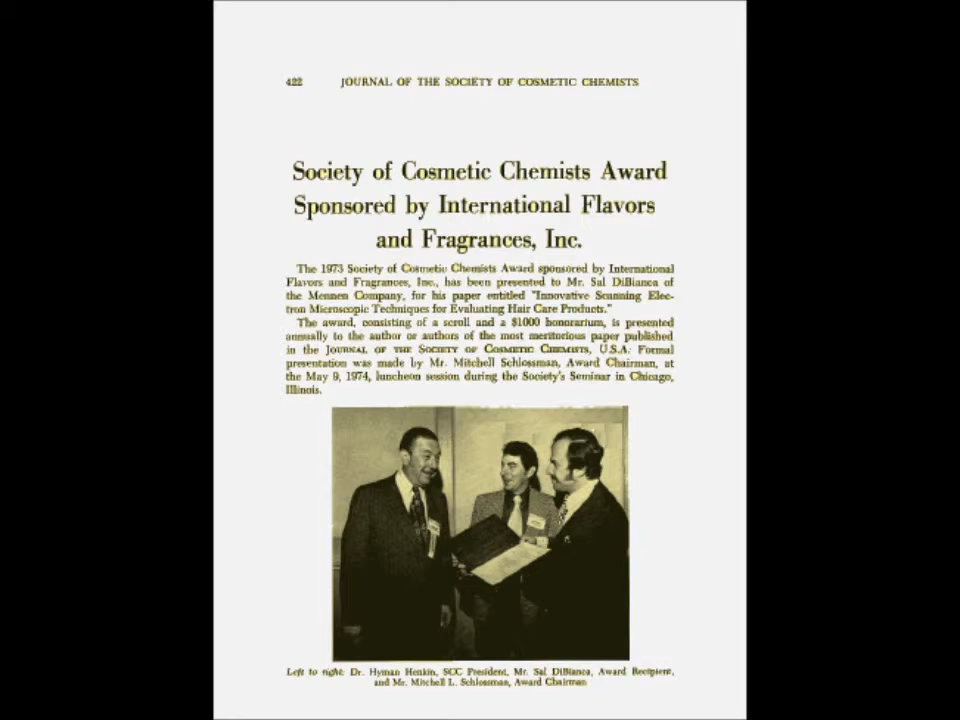 422 JOURNAL OF THE SOCIETY OF COSMETIC CHEMISTS
Society of Cosmetic Chemists Award
Sponsored by International Flavors
and Fragrances, Inc.
The 1973 Society of Cosmetic Chemists Award sponsored by International
Flavors and Fragrances, Inc., has been presented to Mr. Sal DiBianca of
the Mennen Company, for his paper entitled "Innovative Scanning Elec-
tron Microscopic Techniques for Evaluating Hair Care Products."
The award, consisting of a scroll and a $1000 honorarium, is presented
annually to the author or authors of the most meritorious paper published
in the JOURNAL OF THE SOCIETY OF COSMETIC CHEMISTS, U.S.A. Formal
presentation was made by Mr. Mitchell Schlossman, Award Chairman, at
the May 9, 1974, luncheon session during the Society's Seminar in Chicago,
Illinois.
Left to right: Dr. Hyman Henkin, SCC President, Mr. Sal DiBianca, Award Recipient,
and Mr. Mitchell L. Schlossman, Award Chairman